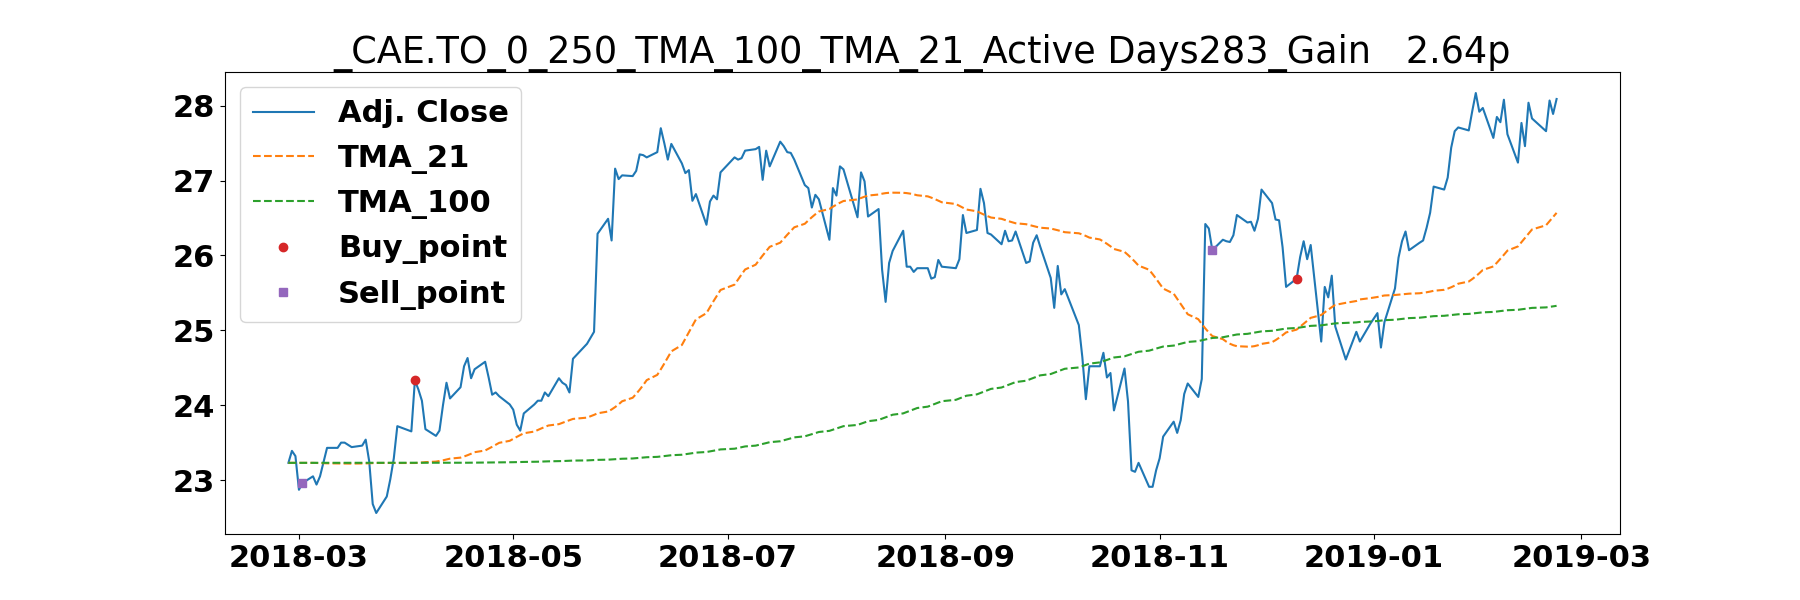 _CAE.TO_0_250_TMA_100_TMA_21_Active Days283_Gain   2.64p
Adj. Close
TMA_21
TMA_100
Buy_point
Sell_point
28
27
26
25
24
23
2018-03 2018-05 2018-07 2018-09 2018-11 2019-01 2019-03